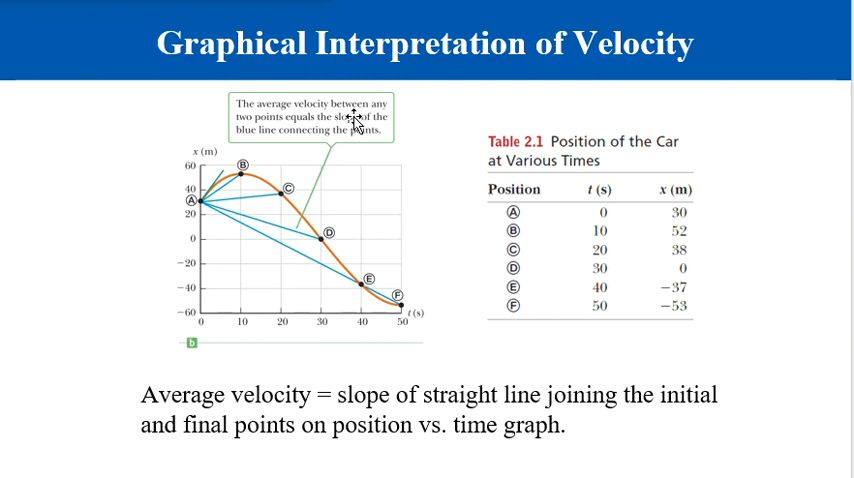 Graphical Interpretation of Velocity
The average velocity between any
two points equals the slope of the
blue line connecting the points.
x (m)
60
40
20
0
−20
−40
−60
0 10 20 30 40 50
t (s)
A
B
C
D
E
F
b
Table 2.1 Position of the Car
at Various Times
Position t (s) x (m)
A 0 30
B 10 52
C 20 38
D 30 0
E 40 −37
F 50 −53
Average velocity = slope of straight line joining the initial
and final points on position vs. time graph.